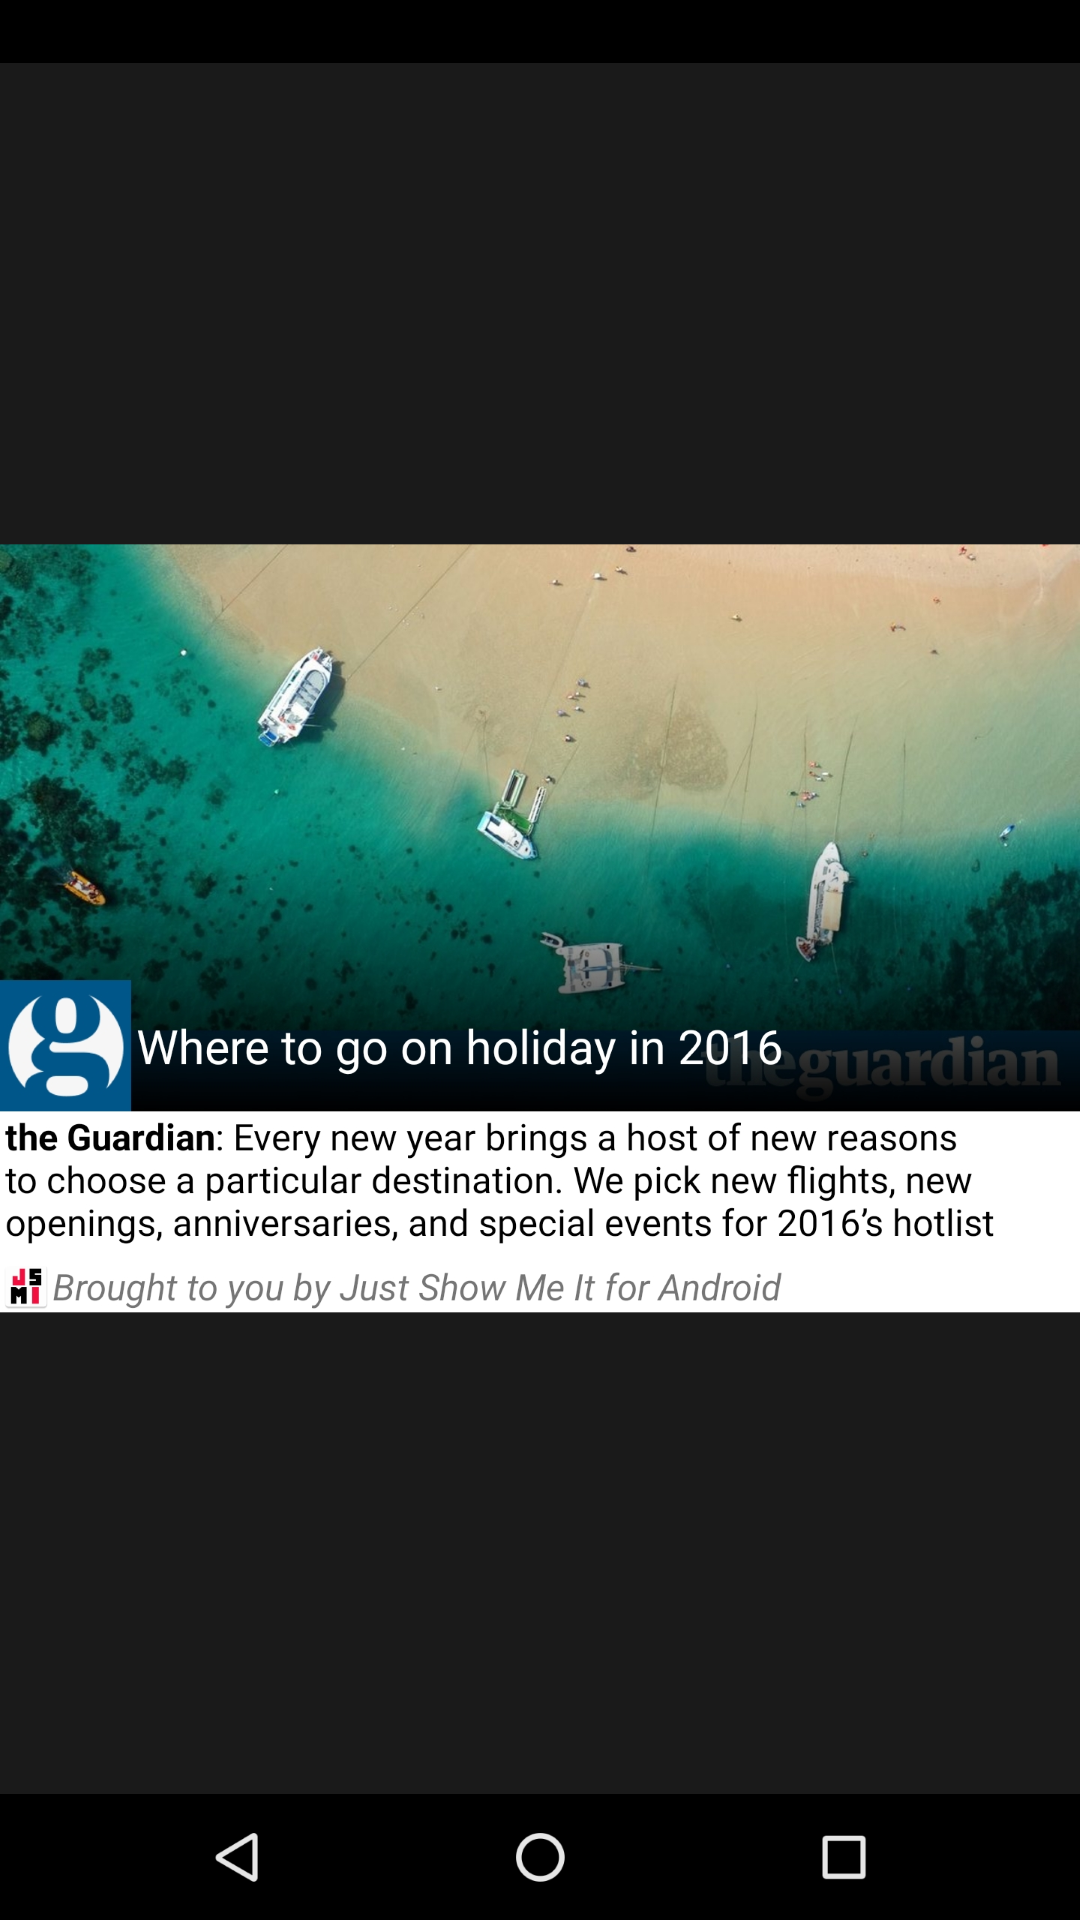 Where to go on holiday in 2016
theguardian
the Guardian: Every new year brings a host of new reasons
to choose a particular destination. We pick new flights, new
openings, anniversaries, and special events for 2016’s hotlist
JSMI Brought to you by Just Show Me It for Android